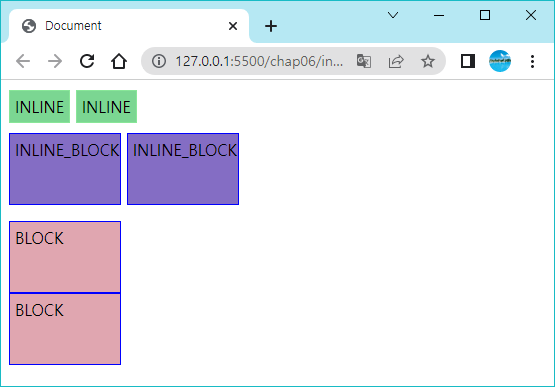 Document
127.0.0.1:5500/chap06/in...
INLINE INLINE
INLINE_BLOCK INLINE_BLOCK
BLOCK
BLOCK